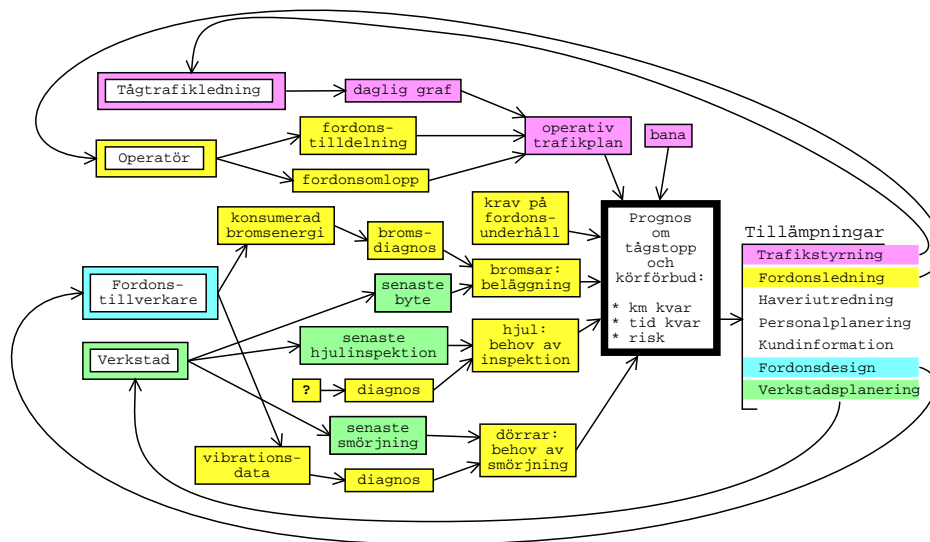 Tågtrafikledning
daglig graf
Operatör
fordons-
tilldelning
fordonsomlopp
operativ
trafikplan
bana
konsumerad
bromsenergi
broms-
diagnos
krav på
fordons-
underhåll
Prognos
om
tågstopp
och
körförbud:
* km kvar
* tid kvar
* risk
Fordons-
tillverkare
senaste
byte
bromsar:
beläggning
Verkstad
senaste
hjulinspektion
hjul:
behov av
inspektion
?
diagnos
senaste
smörjning
dörrar:
behov av
smörjning
vibrations-
data
diagnos
Tillämpningar
Trafikstyrning
Fordonsledning
Haveriutredning
Personalplanering
Kundinformation
Fordonsdesign
Verkstadsplanering